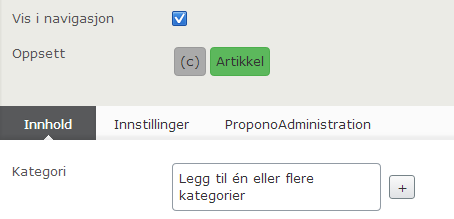 Vis i navigasjon
Oppsett
(c) Artikkel
Innhold Innstillinger ProponoAdministration
Kategori
Legg til én eller flere
kategorier
+